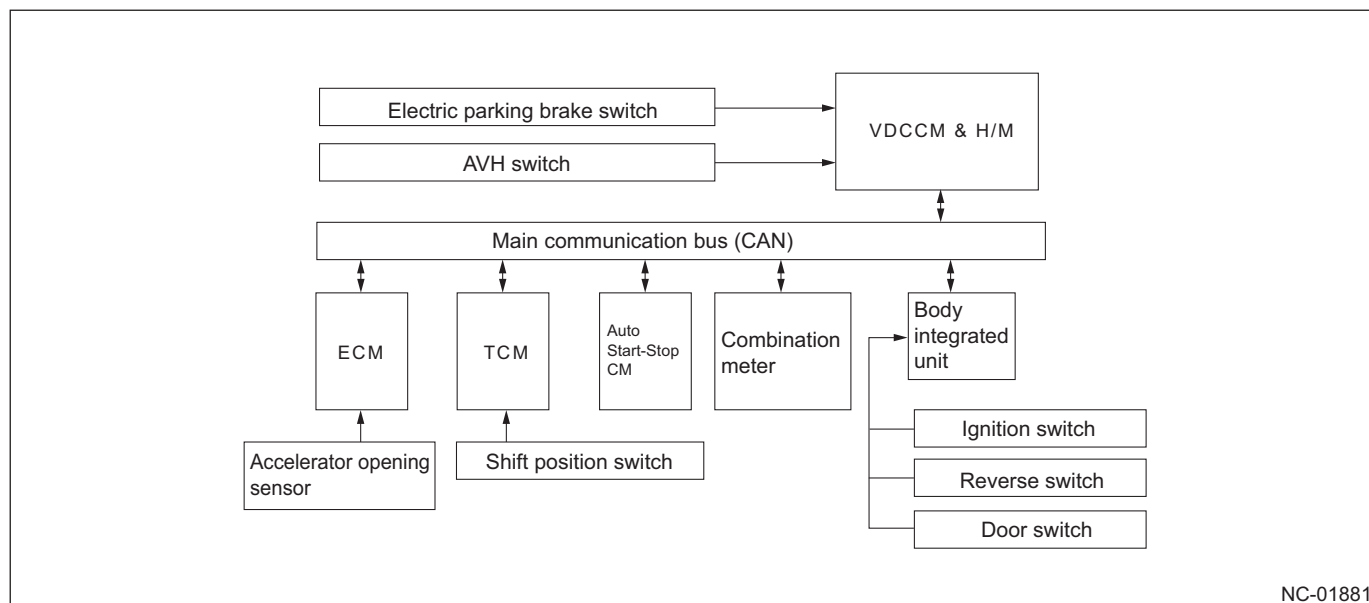 Electric parking brake switch
VDCCM & H/M
AVH switch
Main communication bus (CAN)
ECM
TCM
Auto
Start-Stop
CM
Combination
meter
Body
integrated
unit
Accelerator opening
sensor
Shift position switch
Ignition switch
Reverse switch
Door switch
NC-01881